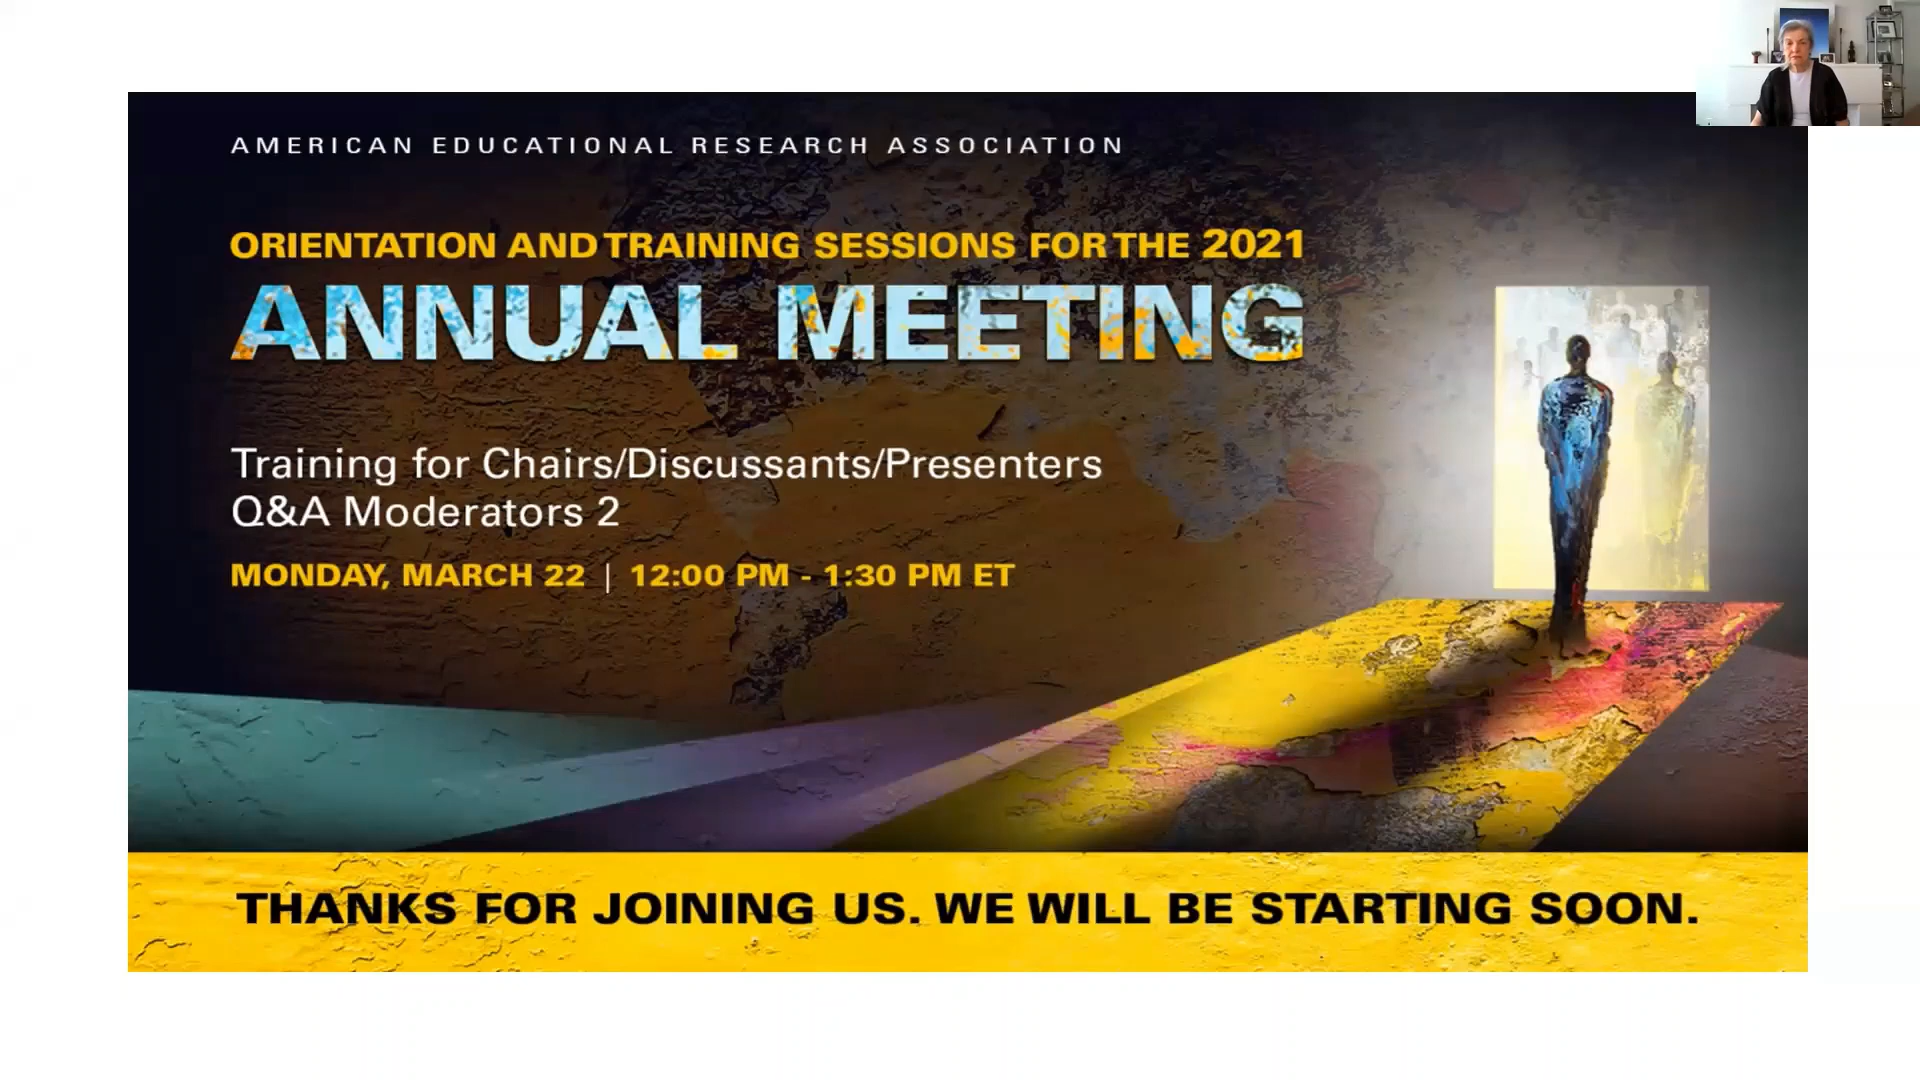 AMERICAN EDUCATIONAL RESEARCH ASSOCIATION
ORIENTATION AND TRAINING SESSIONS FOR THE 2021
ANNUAL MEETING
Training for Chairs/Discussants/Presenters
Q&A Moderators 2
MONDAY, MARCH 22 | 12:00 PM - 1:30 PM ET
THANKS FOR JOINING US. WE WILL BE STARTING SOON.